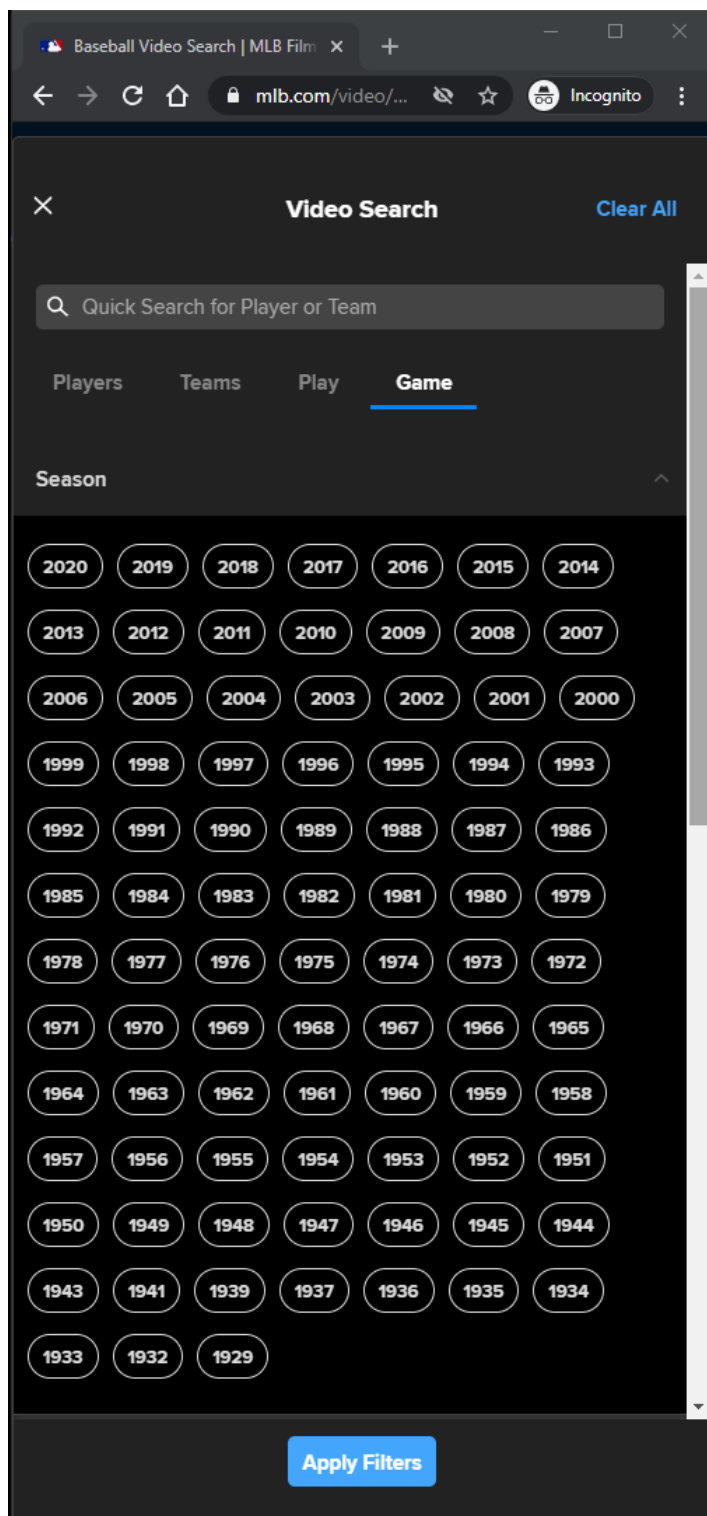 Baseball Video Search | MLB Film
mlb.com/video/... Incognito
Video Search Clear All
Quick Search for Player or Team
Players Teams Play Game
Season
2020 2019 2018 2017 2016 2015 2014
2013 2012 2011 2010 2009 2008 2007
2006 2005 2004 2003 2002 2001 2000
1999 1998 1997 1996 1995 1994 1993
1992 1991 1990 1989 1988 1987 1986
1985 1984 1983 1982 1981 1980 1979
1978 1977 1976 1975 1974 1973 1972
1971 1970 1969 1968 1967 1966 1965
1964 1963 1962 1961 1960 1959 1958
1957 1956 1955 1954 1953 1952 1951
1950 1949 1948 1947 1946 1945 1944
1943 1941 1939 1937 1936 1935 1934
1933 1932 1929
Apply Filters